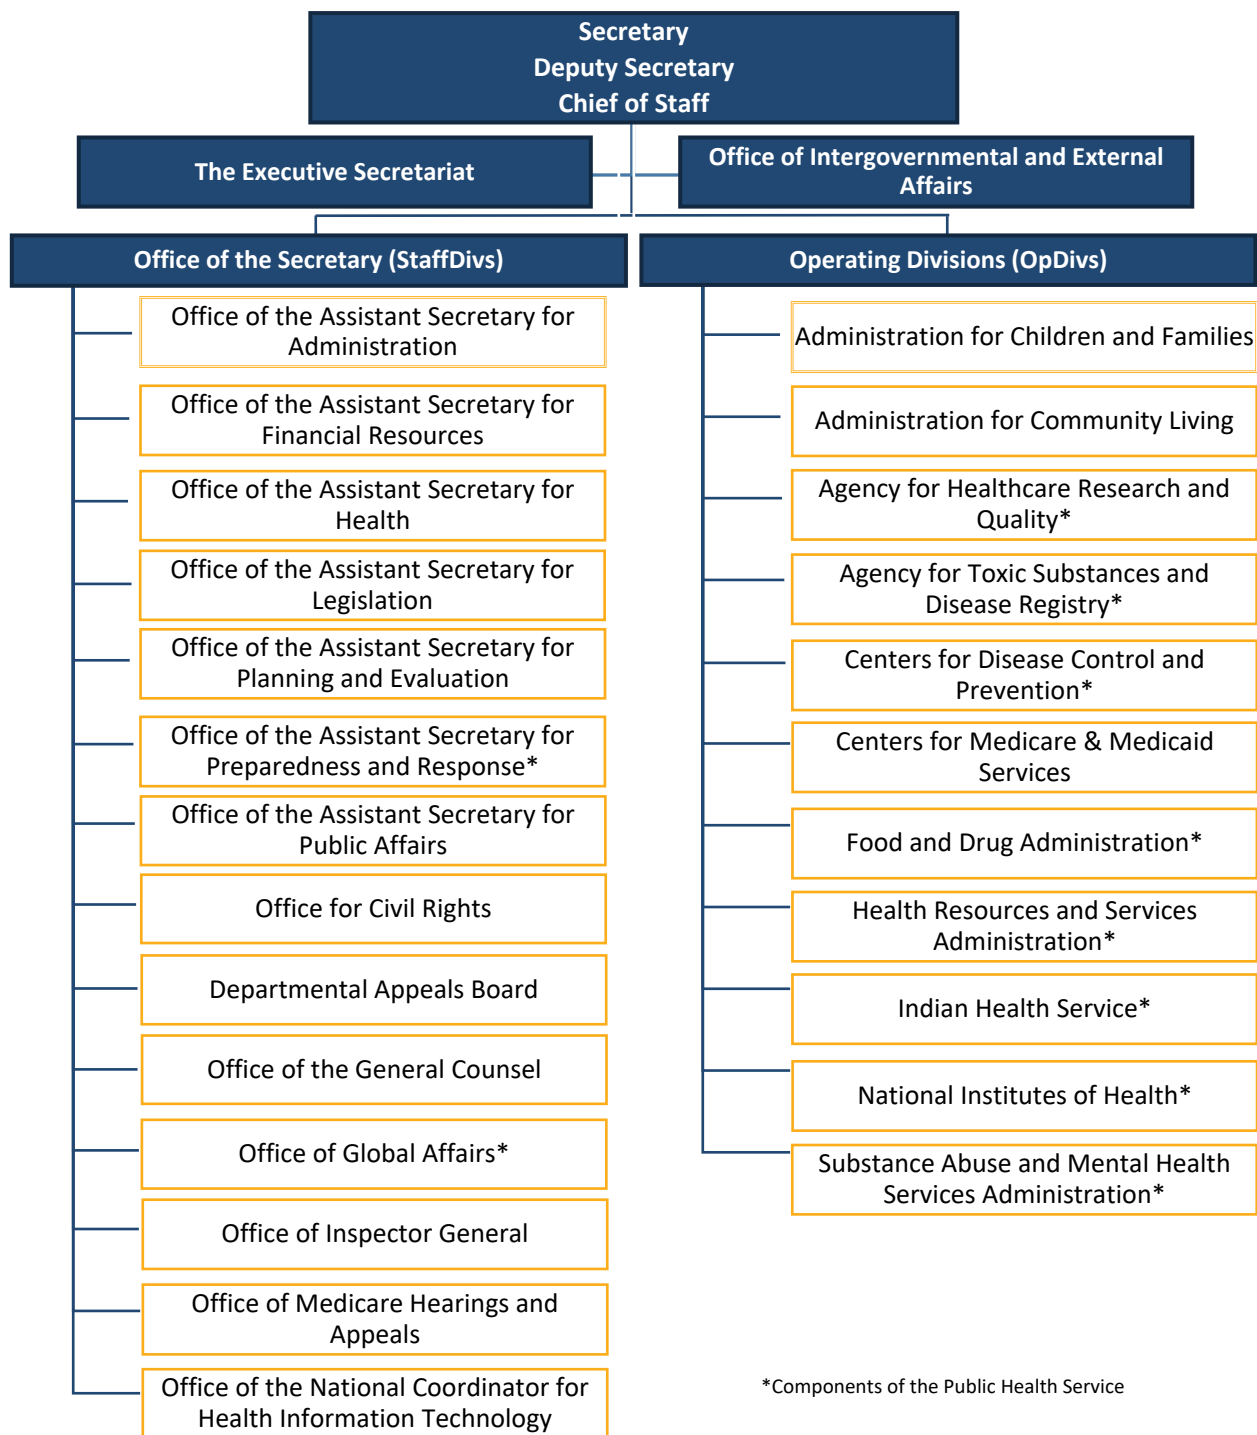 Secretary
Deputy Secretary
Chief of Staff
The Executive Secretariat
Office of Intergovernmental and External
Affairs
Office of the Secretary (StaffDivs)
Office of the Assistant Secretary for
Administration
Office of the Assistant Secretary for
Financial Resources
Office of the Assistant Secretary for
Health
Office of the Assistant Secretary for
Legislation
Office of the Assistant Secretary for
Planning and Evaluation
Office of the Assistant Secretary for
Preparedness and Response*
Office of the Assistant Secretary for
Public Affairs
Office for Civil Rights
Departmental Appeals Board
Office of the General Counsel
Office of Global Affairs*
Office of Inspector General
Office of Medicare Hearings and
Appeals
Office of the National Coordinator for
Health Information Technology
Operating Divisions (OpDivs)
Administration for Children and Families
Administration for Community Living
Agency for Healthcare Research and
Quality*
Agency for Toxic Substances and
Disease Registry*
Centers for Disease Control and
Prevention*
Centers for Medicare & Medicaid
Services
Food and Drug Administration*
Health Resources and Services
Administration*
Indian Health Service*
National Institutes of Health*
Substance Abuse and Mental Health
Services Administration*
*Components of the Public Health Service